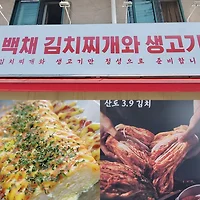 백채 김치찌개와 생고기
김치찌개와 생고기만 정성으로 준비합니
산도 3.9 김치